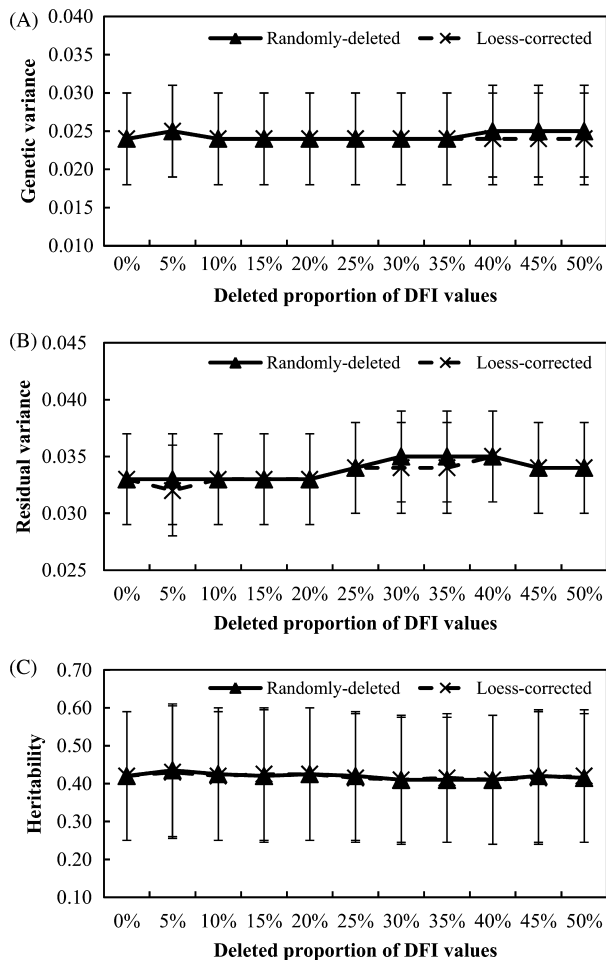 (A)
0.040
0.035
0.030
0.025
0.020
0.015
0.010
Genetic variance
Randomly-deleted
Loess-corrected
0% 5% 10% 15% 20% 25% 30% 35% 40% 45% 50%
Deleted proportion of DFI values
(B)
0.045
0.040
0.035
0.030
0.025
Residual variance
Randomly-deleted
Loess-corrected
0% 5% 10% 15% 20% 25% 30% 35% 40% 45% 50%
Deleted proportion of DFI values
(C)
0.70
0.60
0.50
0.40
0.30
0.20
0.10
Heritability
Randomly-deleted
Loess-corrected
0% 5% 10% 15% 20% 25% 30% 35% 40% 45% 50%
Deleted proportion of DFI values